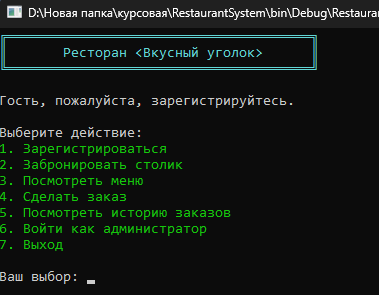 D:\Новая папка\курсовая\RestaurantSystem\bin\Debug\Restaura
Ресторан <Вкусный уголок>
Гость, пожалуйста, зарегистрируйтесь.
Выберите действие:
1. Зарегистрироваться
2. Забронировать столик
3. Посмотреть меню
4. Сделать заказ
5. Посмотреть историю заказов
6. Войти как администратор
7. Выход
Ваш выбор: